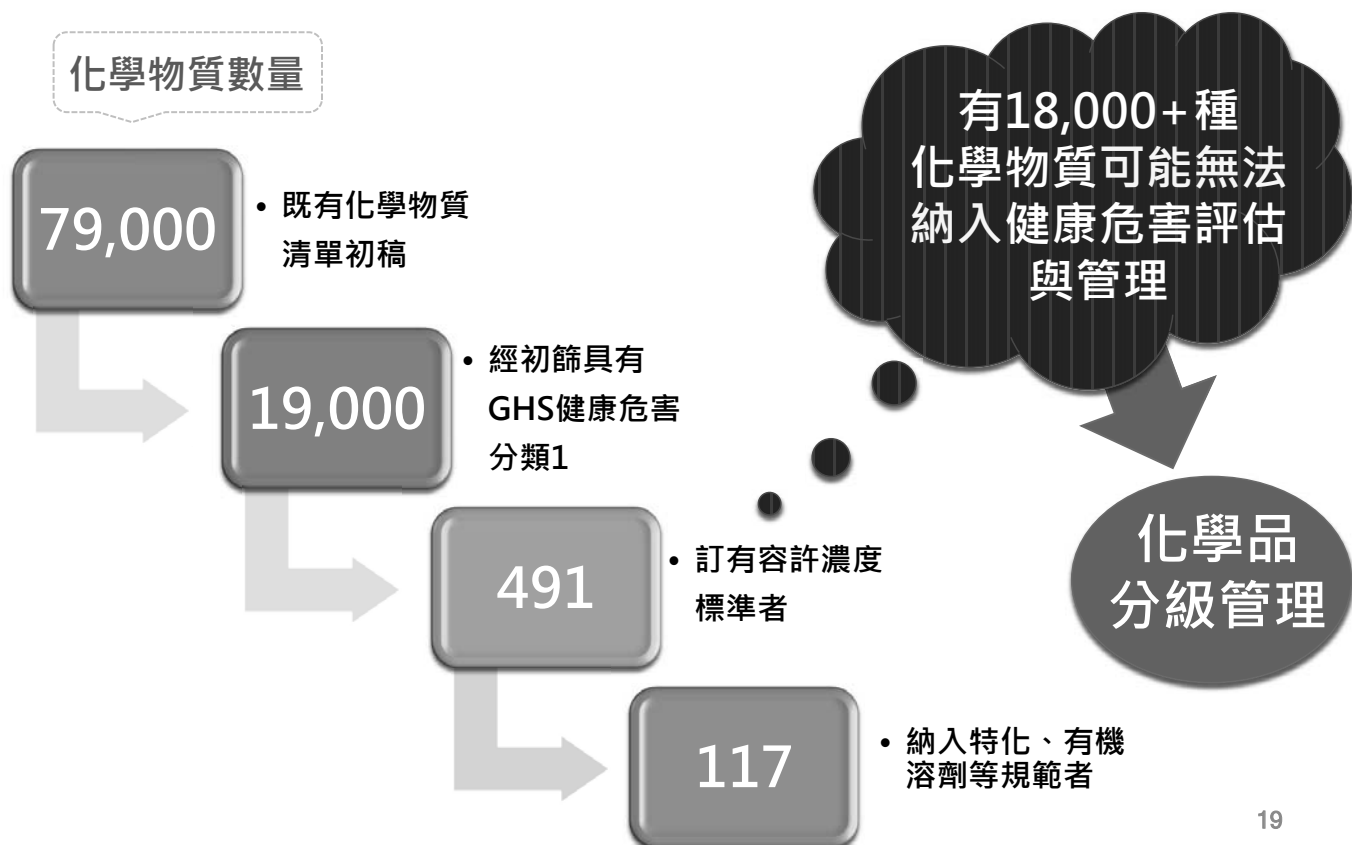 化學物質數量
79,000
• 既有化學物質
清單初稿
19,000
• 經初篩具有
GHS健康危害
分類1
491
• 訂有容許濃度
標準者
117
• 納入特化、有機
溶劑等規範者
有18,000+種
化學物質可能無法
納入健康危害評估
與管理
化學品
分級管理
19